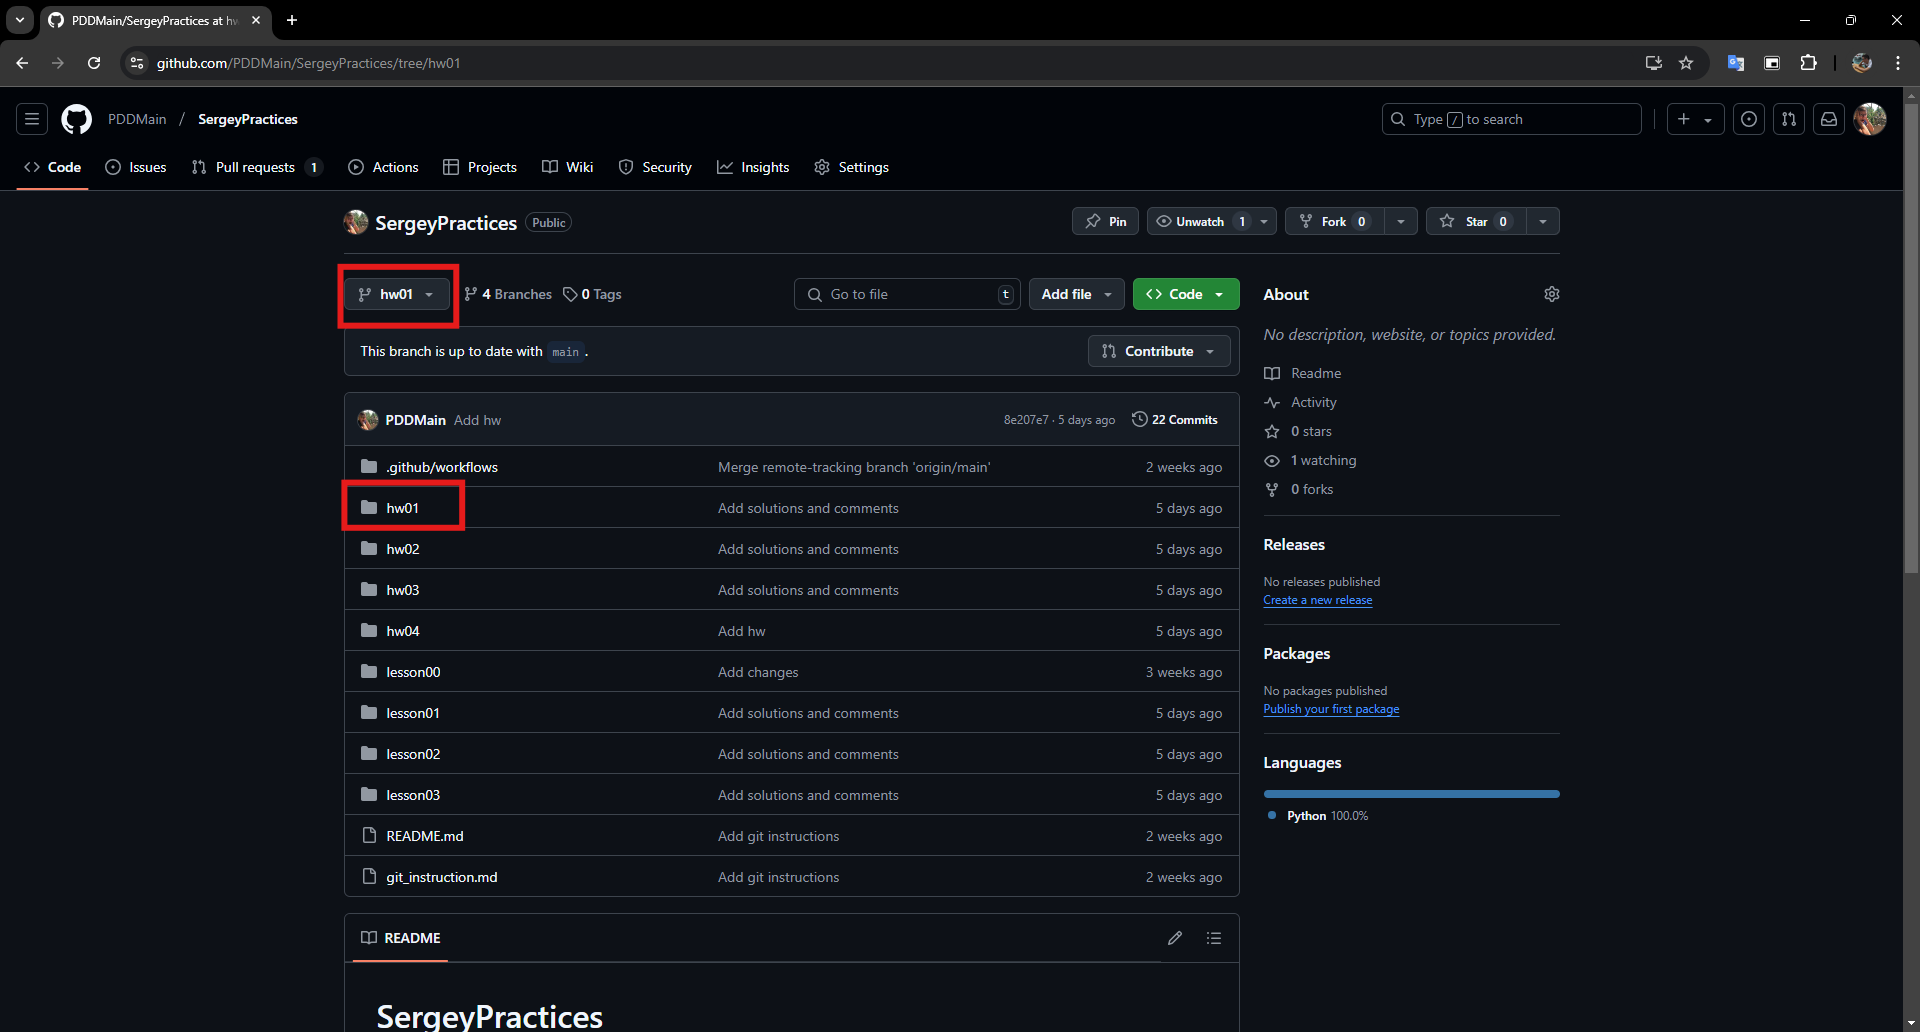 PDDMain/SergeyPractices at hw
github.com/PDDMain/SergeyPractices/tree/hw01
PDDMain / SergeyPractices
Type / to search
Code Issues Pull requests 1 Actions Projects Wiki Security Insights Settings
SergeyPractices Public
Pin Unwatch 1 Fork 0 Star 0
hw01 4 Branches 0 Tags Go to file t Add file Code
This branch is up to date with main .
Contribute
PDDMain Add hw 8e207e7 · 5 days ago 22 Commits
.github/workflows Merge remote-tracking branch 'origin/main' 2 weeks ago
hw01 Add solutions and comments 5 days ago
hw02 Add solutions and comments 5 days ago
hw03 Add solutions and comments 5 days ago
hw04 Add hw 5 days ago
lesson00 Add changes 3 weeks ago
lesson01 Add solutions and comments 5 days ago
lesson02 Add solutions and comments 5 days ago
lesson03 Add solutions and comments 5 days ago
README.md Add git instructions 2 weeks ago
git_instruction.md Add git instructions 2 weeks ago
README
SergeyPractices
About
No description, website, or topics provided.
Readme
Activity
0 stars
1 watching
0 forks
Releases
No releases published
Create a new release
Packages
No packages published
Publish your first package
Languages
Python 100.0%